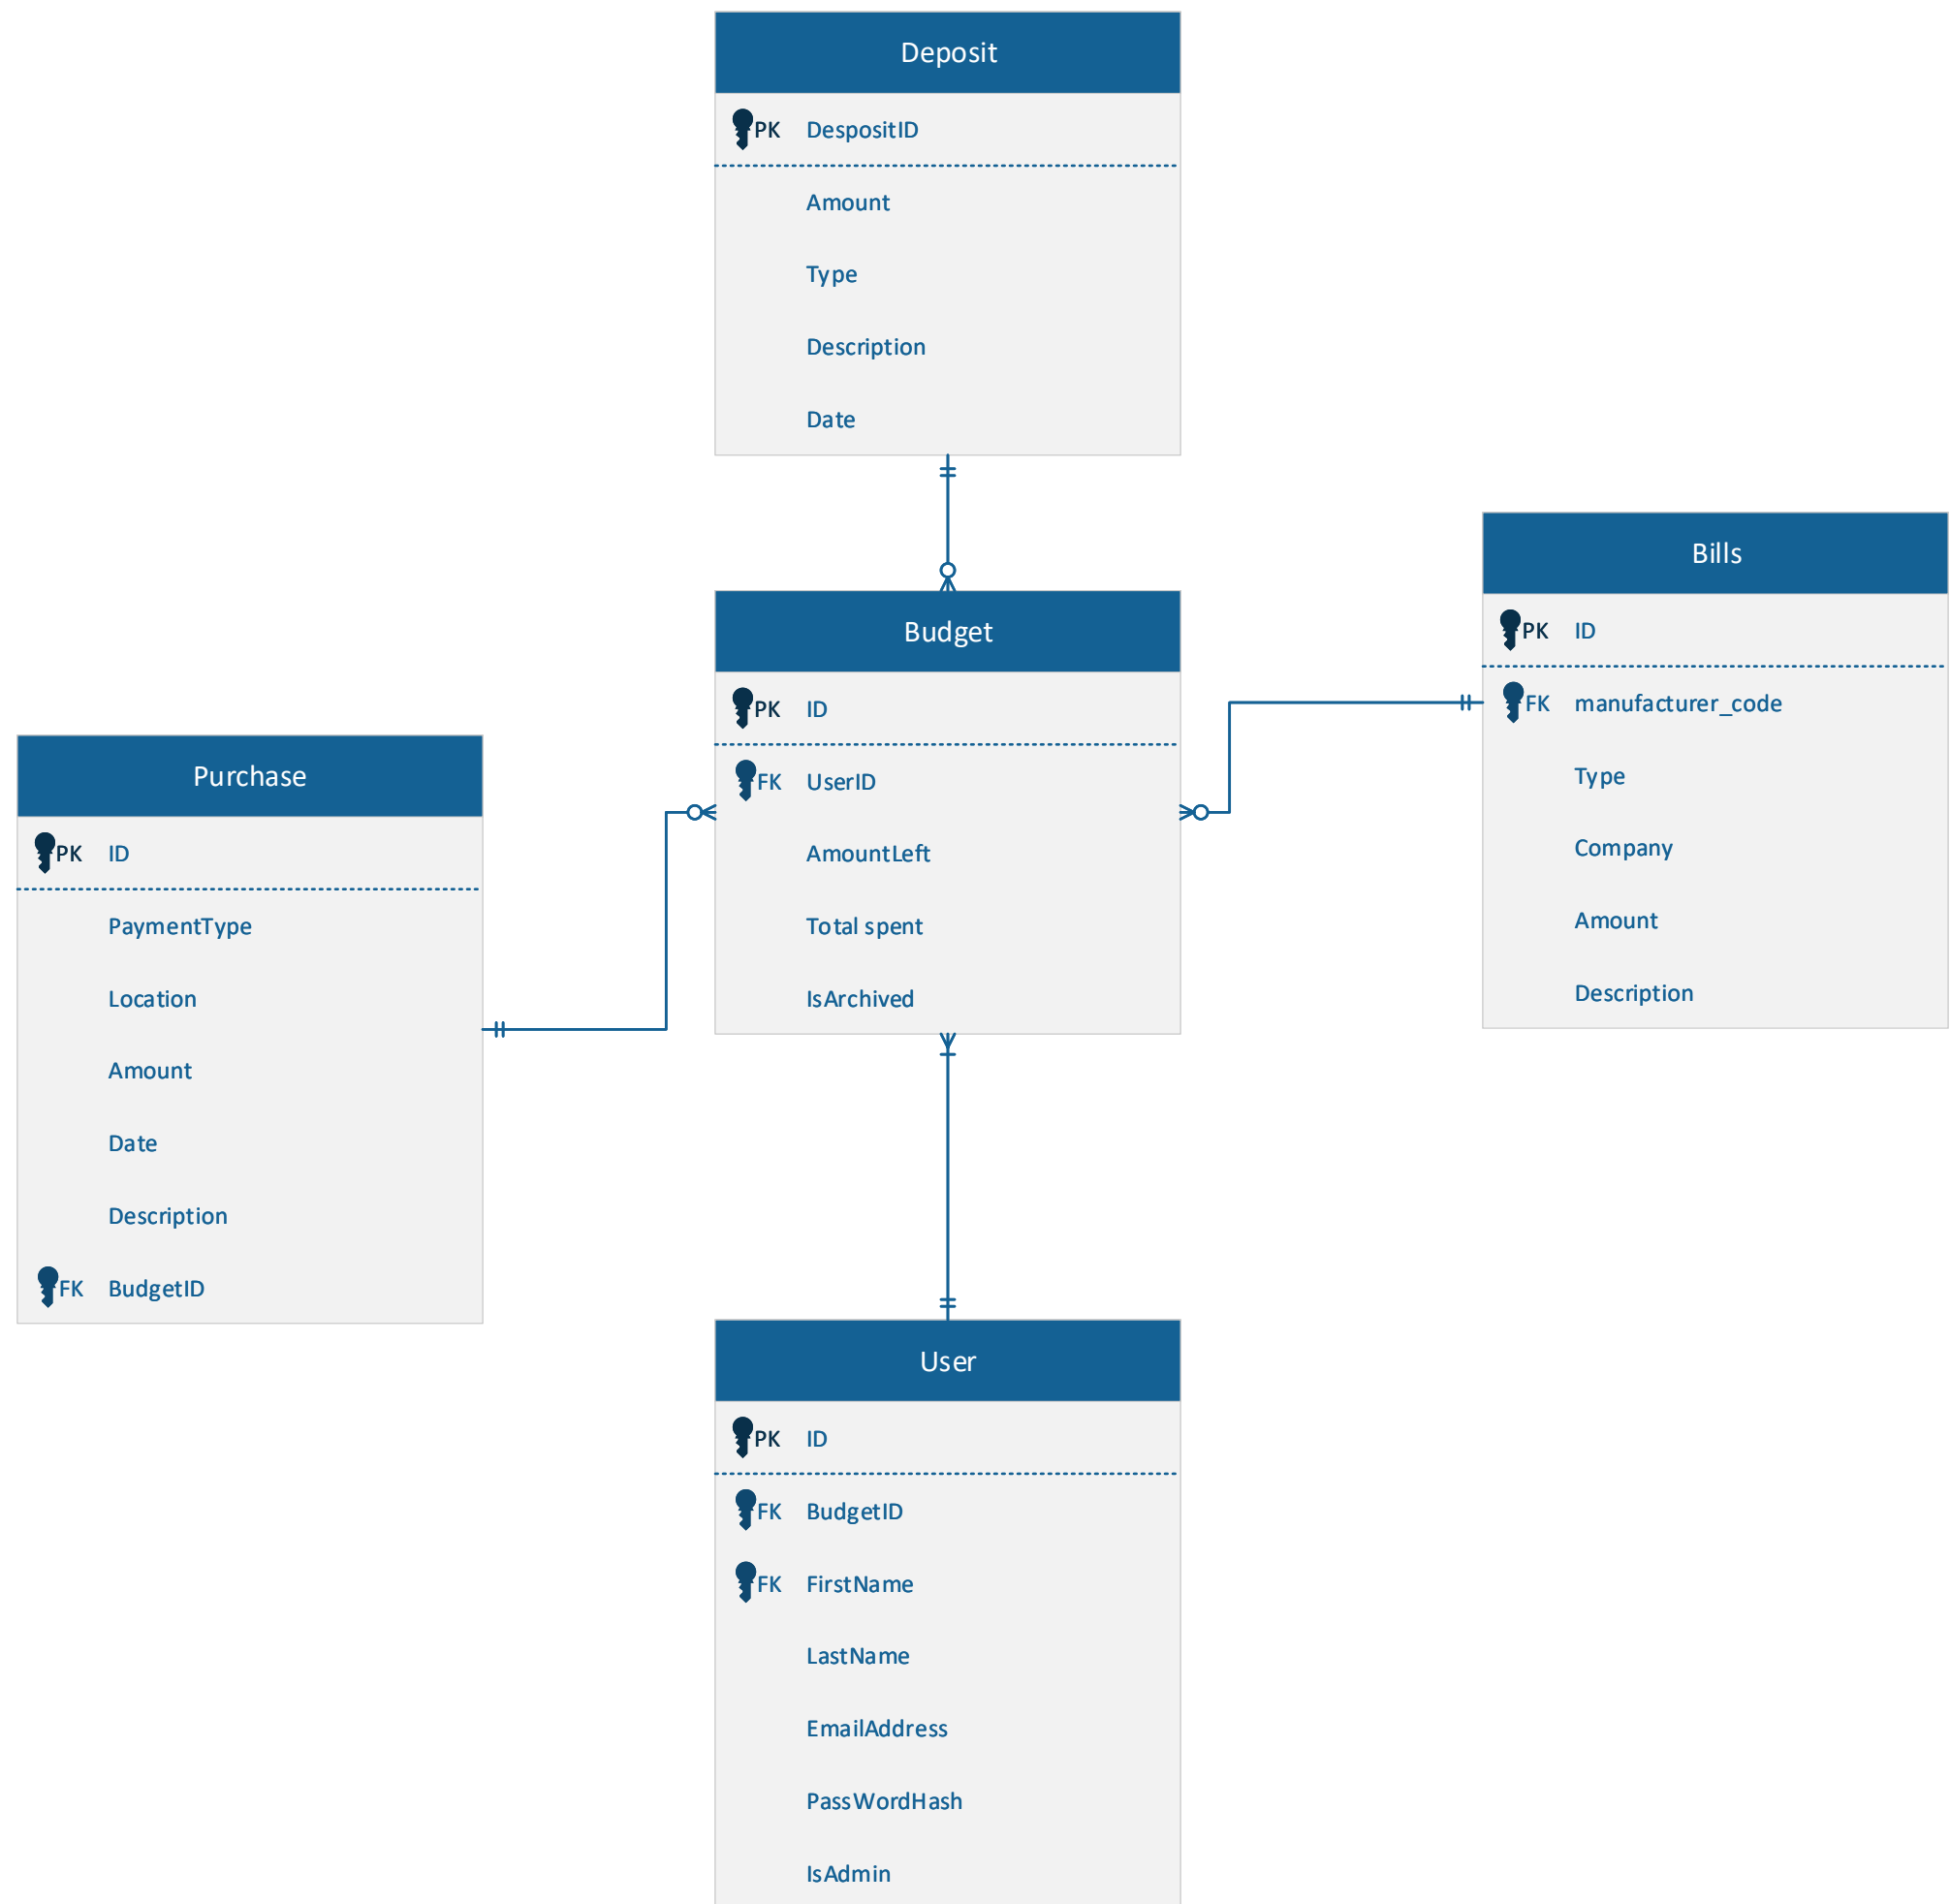 Deposit
PK DespositID
Amount
Type
Description
Date
Bills
PK ID
FK manufacturer_code
Type
Company
Amount
Description
Budget
PK ID
FK UserID
AmountLeft
Total spent
IsArchived
Purchase
PK ID
PaymentType
Location
Amount
Date
Description
FK BudgetID
User
PK ID
FK BudgetID
FK FirstName
LastName
EmailAddress
PassWordHash
IsAdmin